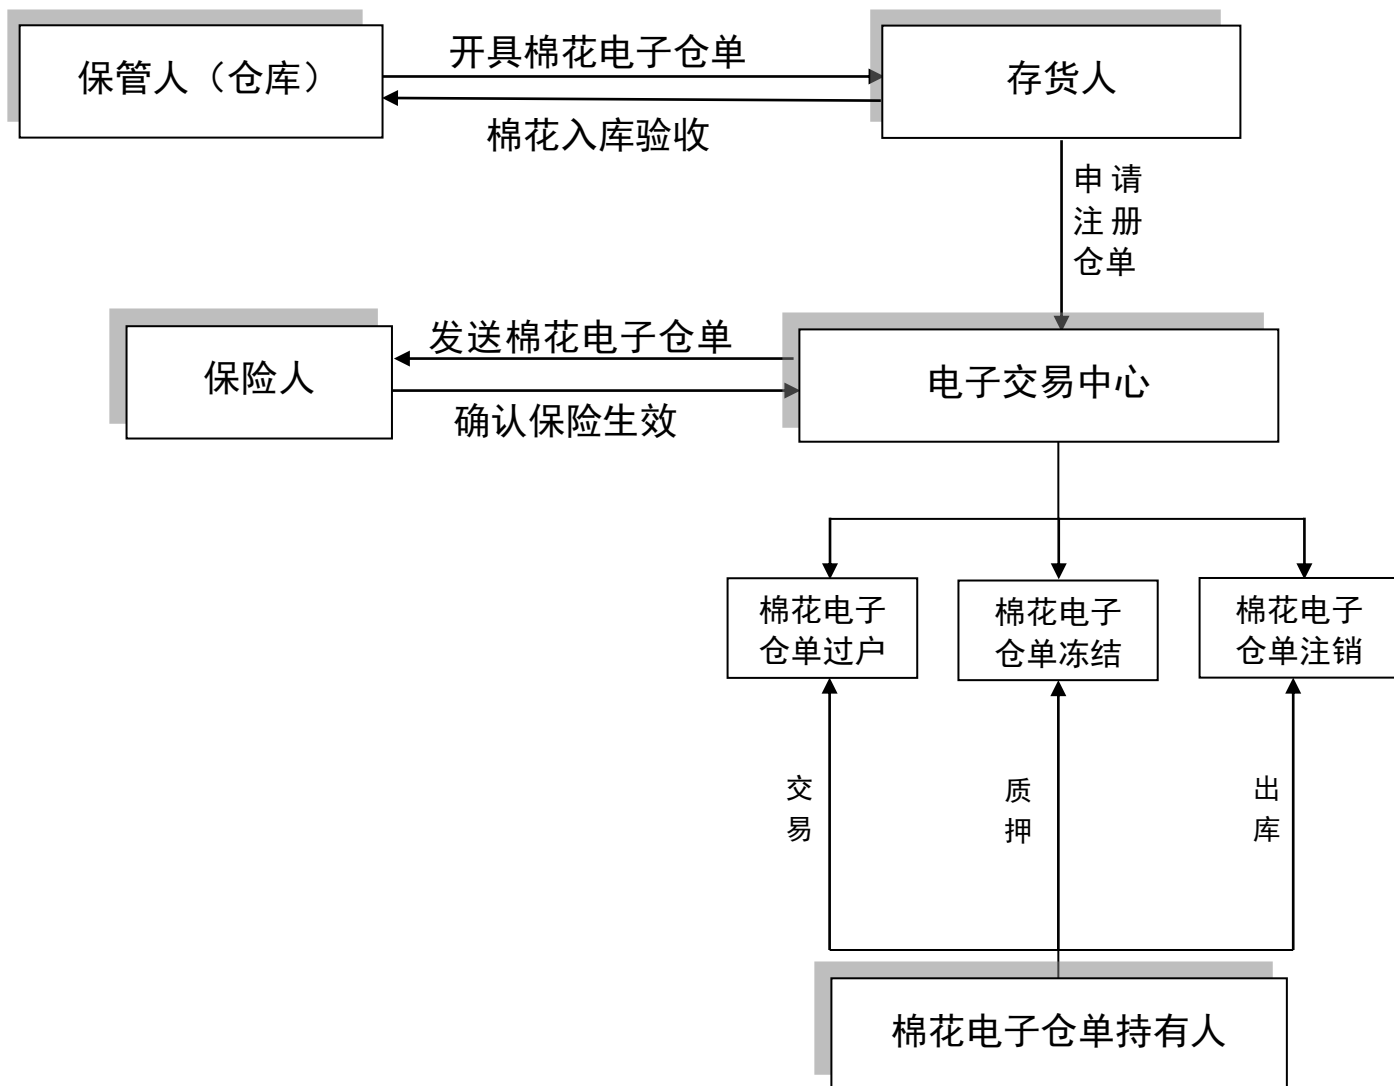 保管人（仓库）
开具棉花电子仓单
存货人
棉花入库验收
申请
注册
仓单
保险人
发送棉花电子仓单
电子交易中心
确认保险生效
棉花电子
仓单过户
棉花电子
仓单冻结
棉花电子
仓单注销
交
易
质
押
出
库
棉花电子仓单持有人